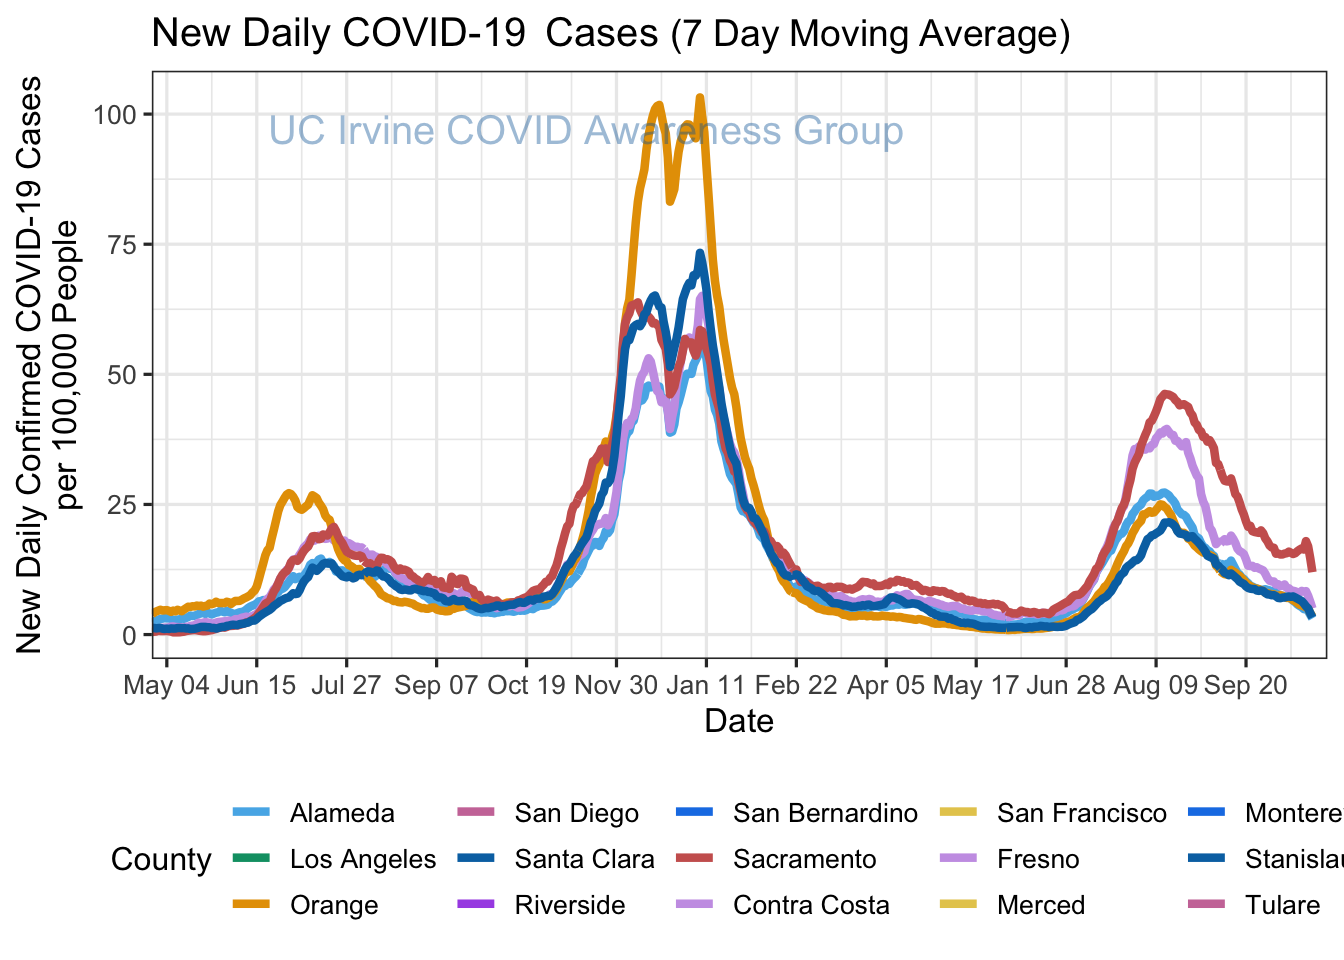 New Daily COVID-19 Cases (7 Day Moving Average)
New Daily Confirmed COVID-19 Cases
per 100,000 People
UC Irvine COVID Awareness Group
100
75
50
25
0
May 04 Jun 15 Jul 27 Sep 07 Oct 19 Nov 30 Jan 11 Feb 22 Apr 05 May 17 Jun 28 Aug 09 Sep 20
Date
County
Alameda San Diego San Bernardino San Francisco Montere
Los Angeles Santa Clara Sacramento Fresno Stanislau
Orange Riverside Contra Costa Merced Tulare